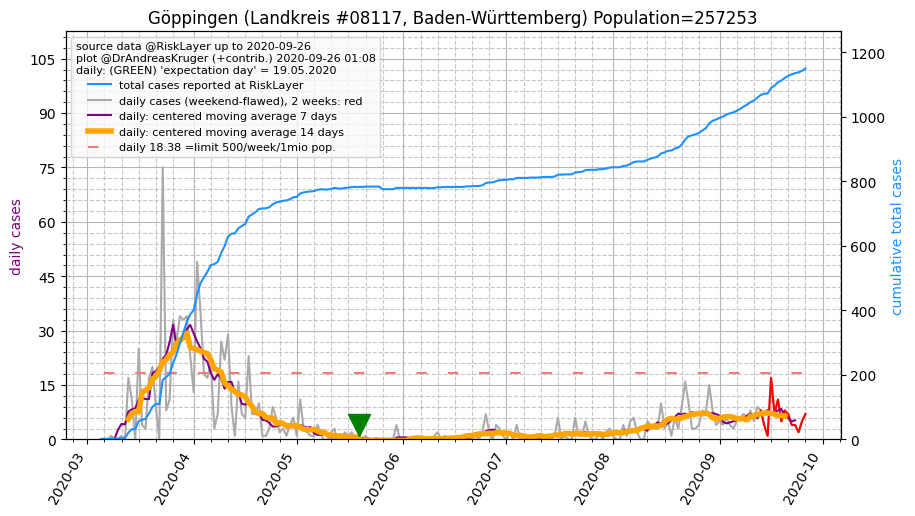 Göppingen (Landkreis #08117, Baden-Württemberg) Population=257253
source data @RiskLayer up to 2020-09-26
plot @DrAndreasKruger (+contrib.) 2020-09-26 01:08
daily: (GREEN) 'expectation day' = 19.05.2020
total cases reported at RiskLayer
daily cases (weekend-flawed), 2 weeks: red
daily: centered moving average 7 days
daily: centered moving average 14 days
daily 18.38 =limit 500/week/1mio pop.
daily cases
105
90
75
60
45
30
15
0
cumulative total cases
1200
1000
800
600
400
200
0
2020-03
2020-04
2020-05
2020-06
2020-07
2020-08
2020-09
2020-10